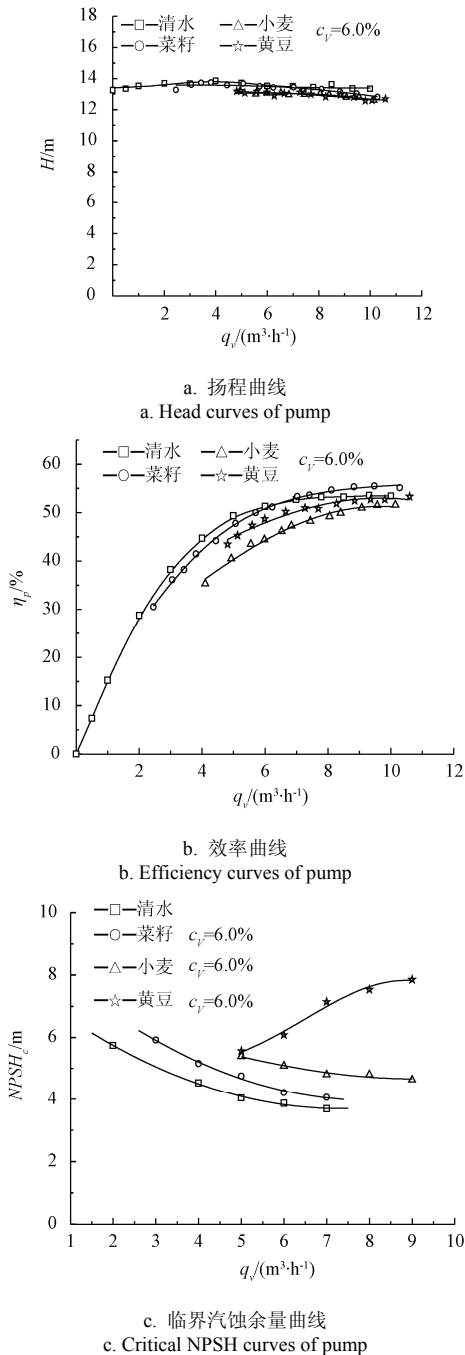 清水 小麦
菜籽 黄豆 cV=6.0%
18
16
14
12
10
8
6
4
2
0
H/m
0 2 4 6 8 10 12
qv/(m³·h⁻¹)
a. 扬程曲线
a. Head curves of pump
清水 小麦
菜籽 黄豆 cV=6.0%
60
50
40
30
20
10
0
ηp/%
2 4 6 8 10 12
qv/(m³·h⁻¹)
b. 效率曲线
b. Efficiency curves of pump
清水
菜籽 cV=6.0%
小麦 cV=6.0%
黄豆 cV=6.0%
10
8
6
4
2
0
NPSHc/m
1 2 3 4 5 6 7 8 9 10
qv/(m³·h⁻¹)
c. 临界汽蚀余量曲线
c. Critical NPSH curves of pump